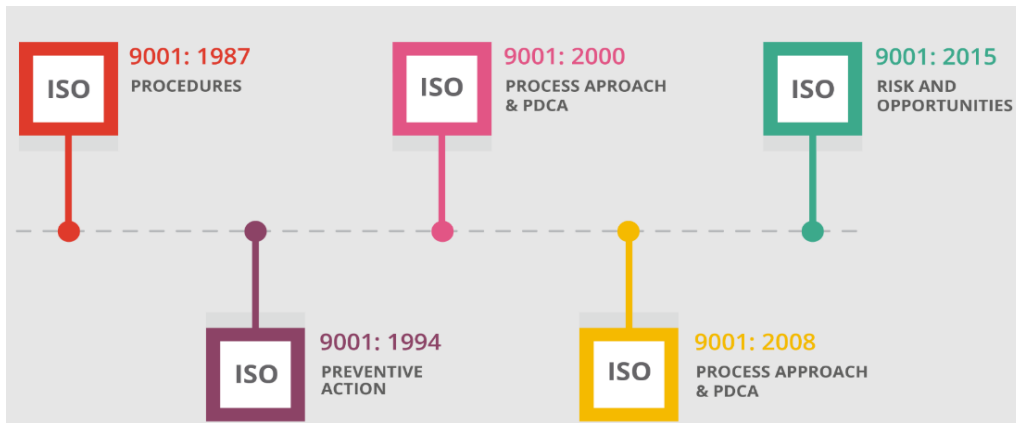 ISO
9001: 1987
PROCEDURES
ISO
9001: 1994
PREVENTIVE
ACTION
ISO
9001: 2000
PROCESS APROACH
& PDCA
ISO
9001: 2008
PROCESS APPROACH
& PDCA
ISO
9001: 2015
RISK AND
OPPORTUNITIES